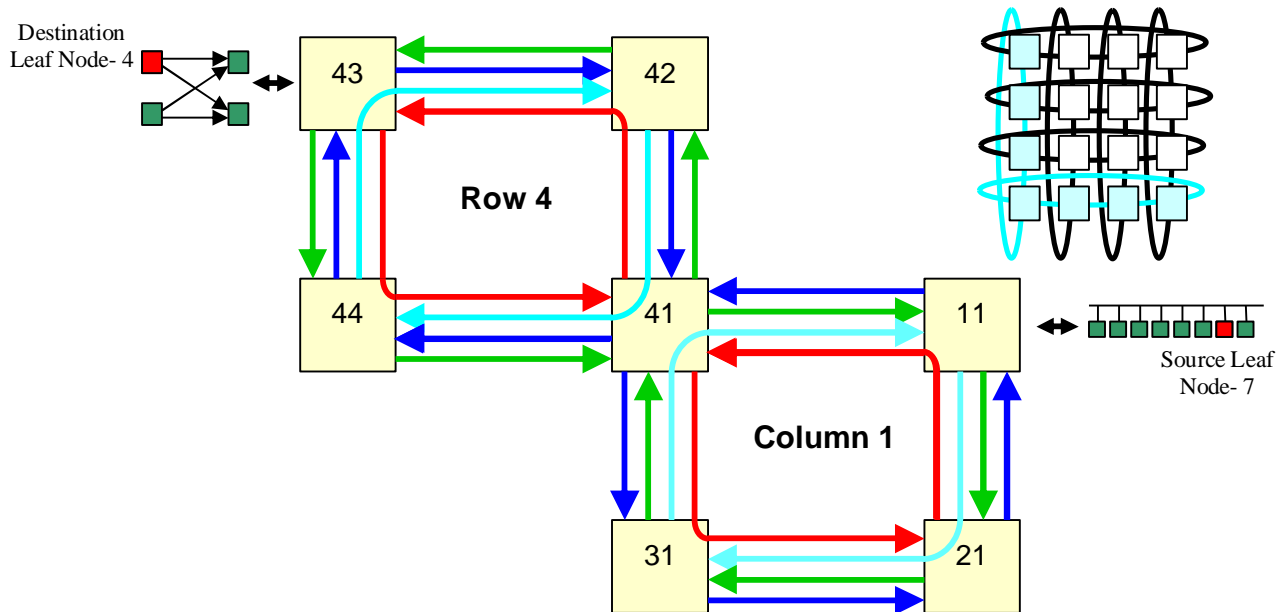 Destination
Leaf Node- 4
43
42
Row 4
44
41
11
Source Leaf
Node- 7
Column 1
31
21